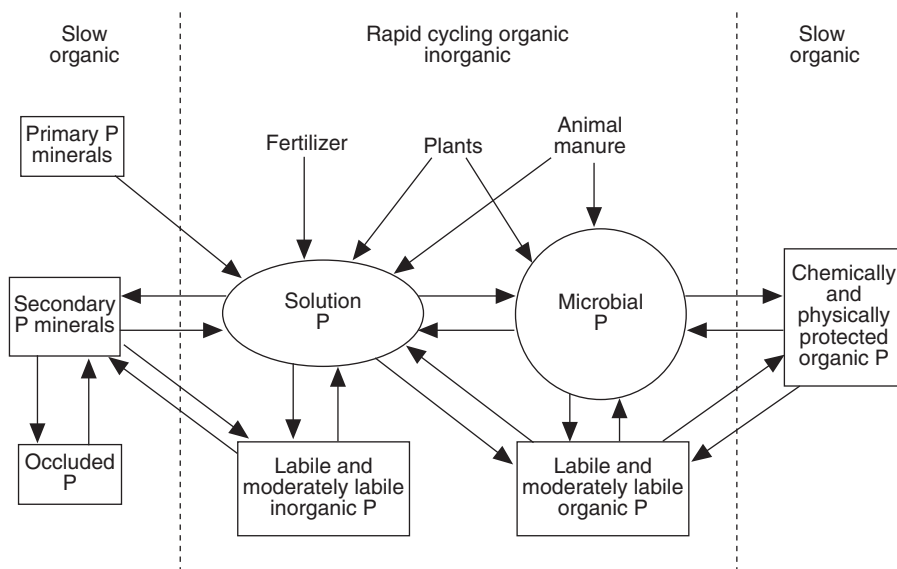 Slow
organic
Rapid cycling organic
inorganic
Slow
organic
Primary P
minerals
Fertilizer
Plants
Animal
manure
Secondary
P minerals
Solution
P
Microbial
P
Chemically
and
physically
protected
organic P
Occluded
P
Labile and
moderately labile
inorganic P
Labile and
moderately labile
organic P